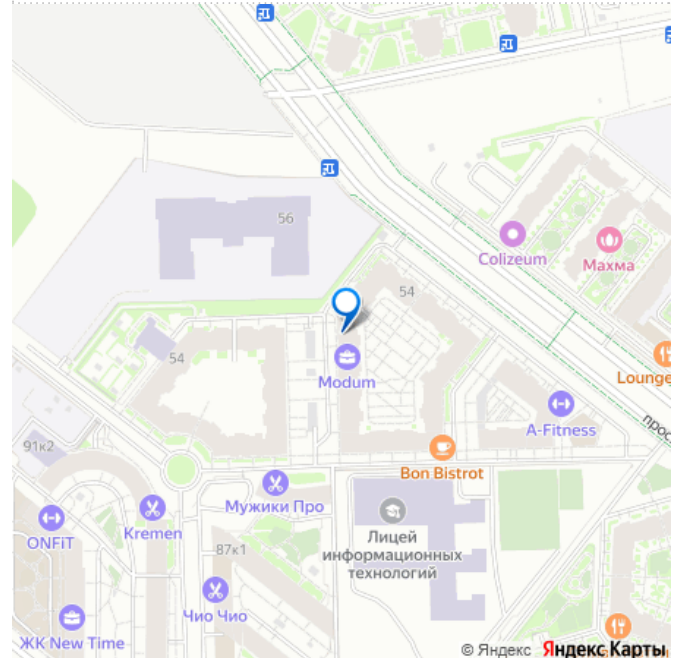 56
Colizeum
Махма
54
54
Modum
Lounge
A-Fitness
91к2
Bon Bistrot
Мужики Про
Kremen
ONFIT
Лицей
информационных
технологий
87к1
Чио Чио
ЖК New Time
© Яндекс Яндекс Карты